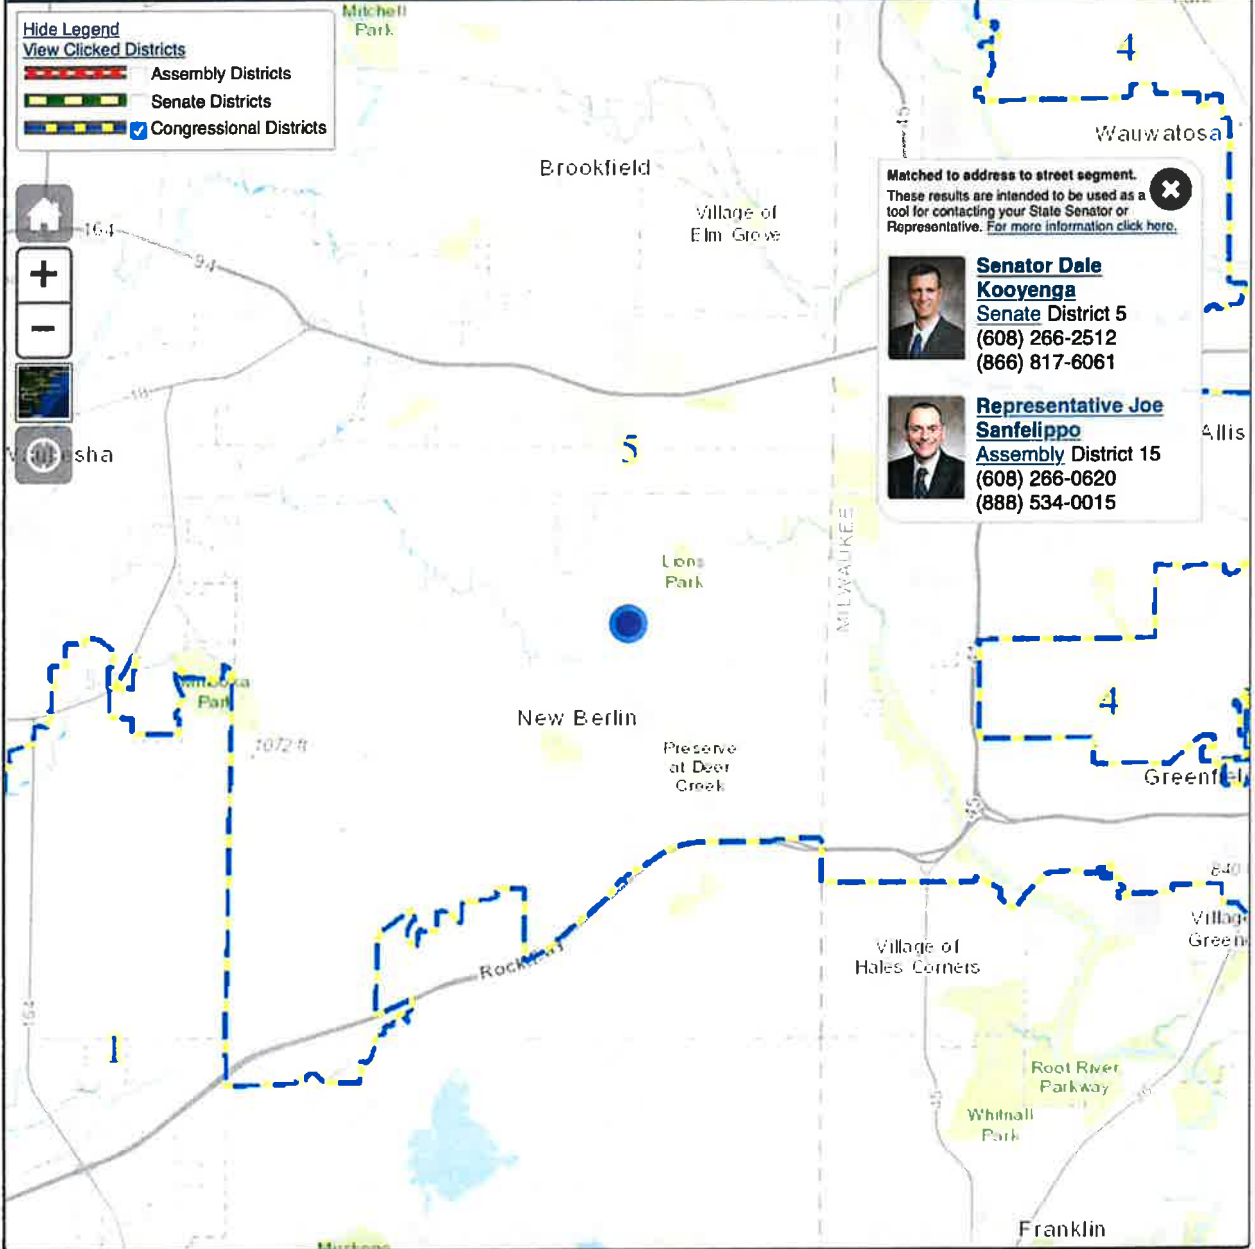 Hide Legend
View Clicked Districts
Assembly Districts
Senate Districts
Congressional Districts
Mitchell
Park
4
45
Wauwatosa
Brookfield
Village of
Elm Grove
164
94
18
Matched to address to street segment.
These results are intended to be used as a
tool for contacting your State Senator or
Representative. For more information click here.
Senator Dale
Kooyenga
Senate District 5
(608) 266-2512
(866) 817-6061
Representative Joe
Sanfelippo
Assembly District 15
(608) 266-0620
(888) 534-0015
Allis
5
MILWAUKEE
Lions
Park
5
Park
1072 ft
New Berlin
Preserve
at Deer
Creek
4
Greenfiel
840
Village of
Hales Corners
Villag
Green
164
1
Root River
Parkway
Whitnall
Park
Franklin